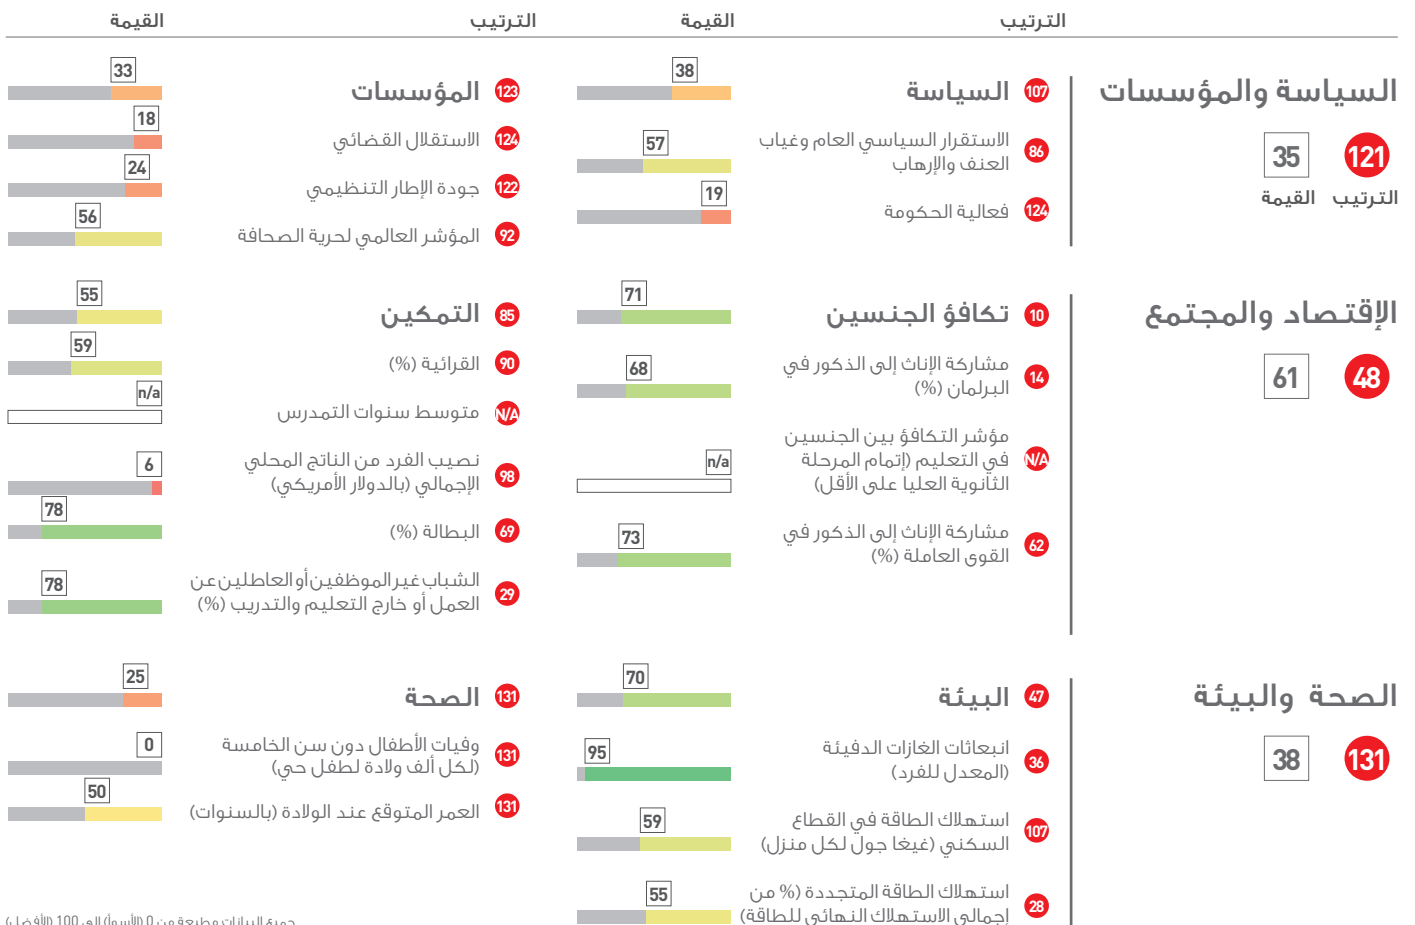 الترتيب القيمة الترتيب القيمة
السياسة والمؤسسات
121 35
الترتيب القيمة
107 السياسة 38
86 الاستقرار السياسي العام وغياب
العنف والإرهاب 57
124 فعالية الحكومة 19
123 المؤسسات 33
124 الاستقلال القضائي 18
122 جودة الإطار التنظيمي 24
92 المؤشر العالمي لحرية الصحافة 56
الإقتصاد والمجتمع
48 61
10 تكافؤ الجنسين 71
14 مشاركة الإناث إلى الذكور في
البرلمان (%) 68
N/A مؤشر التكافؤ بين الجنسين
في التعليم (إتمام المرحلة
الثانوية العليا على الأقل) n/a
62 مشاركة الإناث إلى الذكور في
القوى العاملة (%) 73
85 التمكين 55
90 القرائية (%) 59
N/A متوسط سنوات التمدرس n/a
98 نصيب الفرد من الناتج المحلي
الإجمالي (بالدولار الأمريكي) 6
69 البطالة (%) 78
29 الشباب غير الموظفين أو العاطلين عن
العمل أو خارج التعليم والتدريب (%) 78
الصحة والبيئة
131 38
47 البيئة 70
36 انبعاثات الغازات الدفيئة
(المعدل للفرد) 95
107 استهلاك الطاقة في القطاع
السكني (غيغا جول لكل منزل) 59
28 استهلاك الطاقة المتجددة (% من
إجمالي الاستهلاك النهائي للطاقة) 55
131 الصحة 25
131 وفيات الأطفال دون سن الخامسة
(لكل ألف ولادة لطفل حي) 0
131 العمر المتوقع عند الولادة (بالسنوات) 50
جميع البيانات مطبعة من 0 (الأسوأ) إلى 100 (الأفضل)